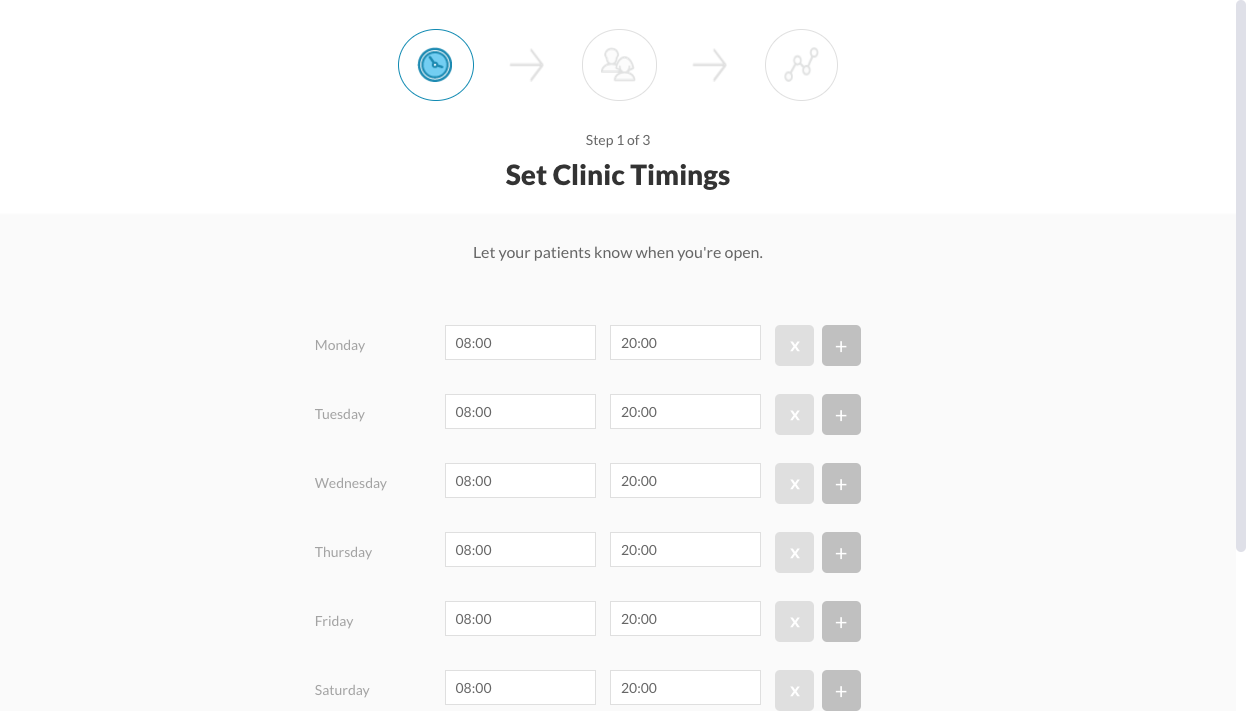 Step 1 of 3
Set Clinic Timings
Let your patients know when you're open.
Monday 08:00 20:00 x +
Tuesday 08:00 20:00 x +
Wednesday 08:00 20:00 x +
Thursday 08:00 20:00 x +
Friday 08:00 20:00 x +
Saturday 08:00 20:00 x +